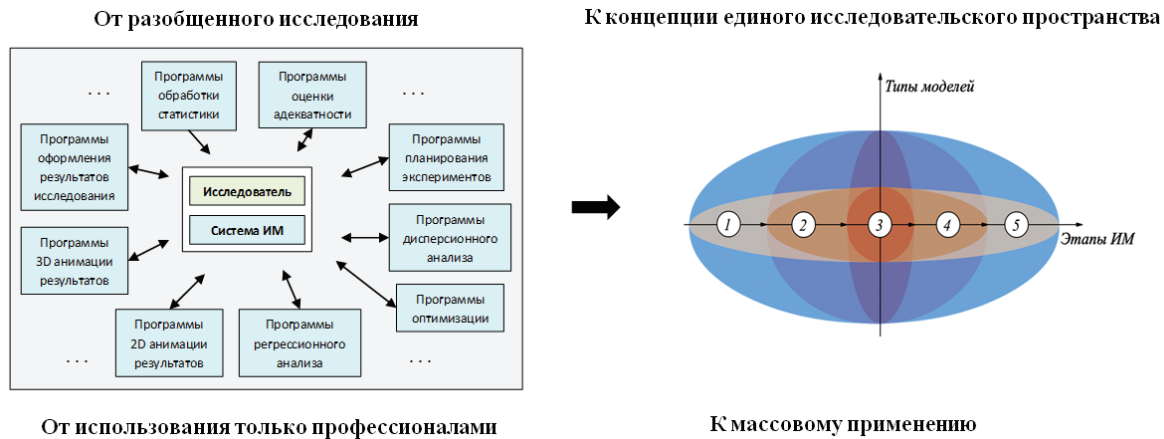 От разобщенного исследования
К концепции единого исследовательского пространства
. . .
Программы
обработки
статистики
Программы
оценки
адекватности
. . .
Программы
оформления
результатов
исследования
Программы
планирования
экспериментов
Исследователь
Система ИМ
Программы
3D анимации
результатов
Программы
дисперсионного
анализа
Программы
оптимизации
. . .
Программы
2D анимации
результатов
Программы
регрессионного
анализа
. . .
Типы моделей
1 2 3 4 5
Этапы ИМ
От использования только профессионалами
К массовому применению